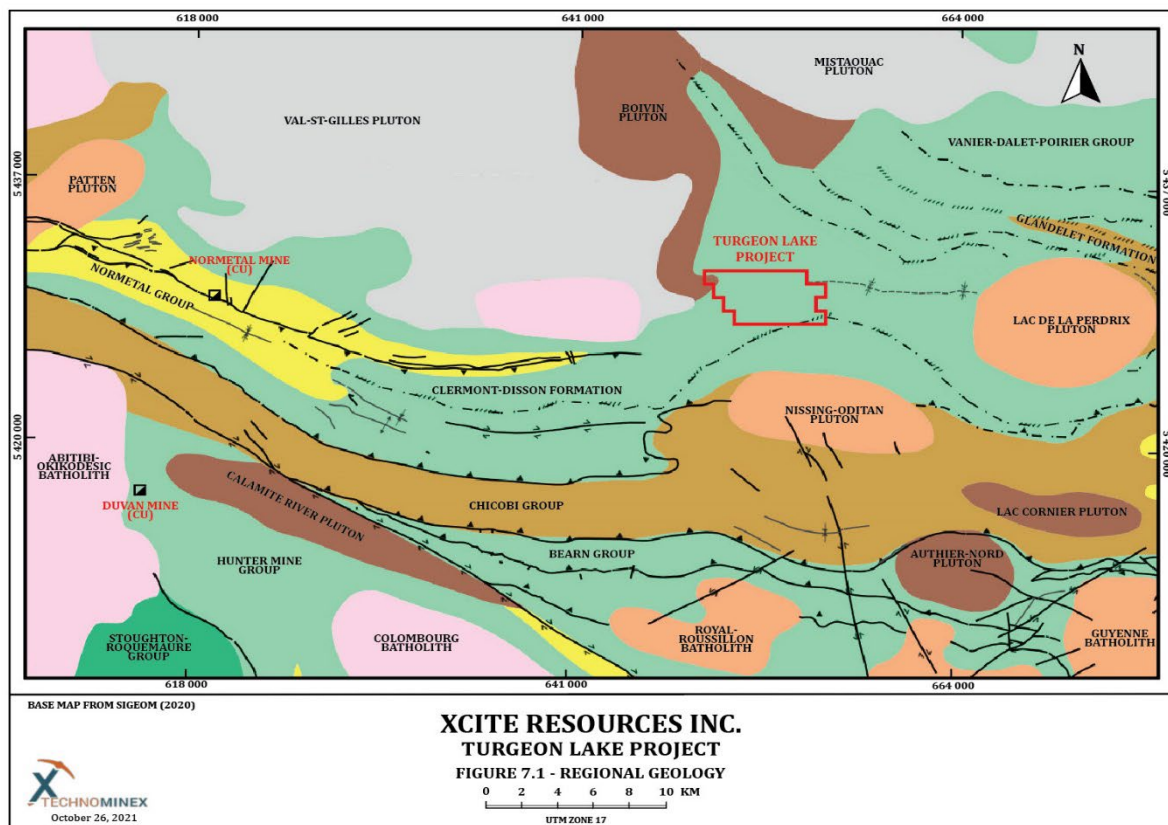 618 000
641 000
664 000
N
MISTAOUAC
PLUTON
BOIVIN
PLUTON
VAL-ST-GILLES PLUTON
VANIER-DALET-POIRIER GROUP
5 437 000
5 437 000
PATTEN
PLUTON
GLANDELET FORMATION
TURGEON LAKE
PROJECT
NORMETAL MINE
(CU)
NORMETAL GROUP
LAC DE LA PERDRIX
PLUTON
CLERMONT-DISSON FORMATION
NISSING-ODITAN
PLUTON
5 420 000
5 420 000
ABITIBI-
OKIKODESIC
BATHOLITH
CALAMITE RIVER PLUTON
DUVAN MINE
(CU)
CHICOBI GROUP
LAC CORNIER PLUTON
HUNTER MINE
GROUP
BEARN GROUP
AUTHIER-NORD
PLUTON
STOUGHTON-
ROQUEMAURE
GROUP
COLOMBOURG
BATHOLITH
ROYAL-
ROUSSILLON
BATHOLITH
GUYENNE
BATHOLITH
618 000
641 000
664 000
BASE MAP FROM SIGEOM (2020)
XCITE RESOURCES INC.
TURGEON LAKE PROJECT
FIGURE 7.1 - REGIONAL GEOLOGY
0 2 4 6 8 10 KM
UTM ZONE 17
X
TECHNOMINEX
October 26, 2021